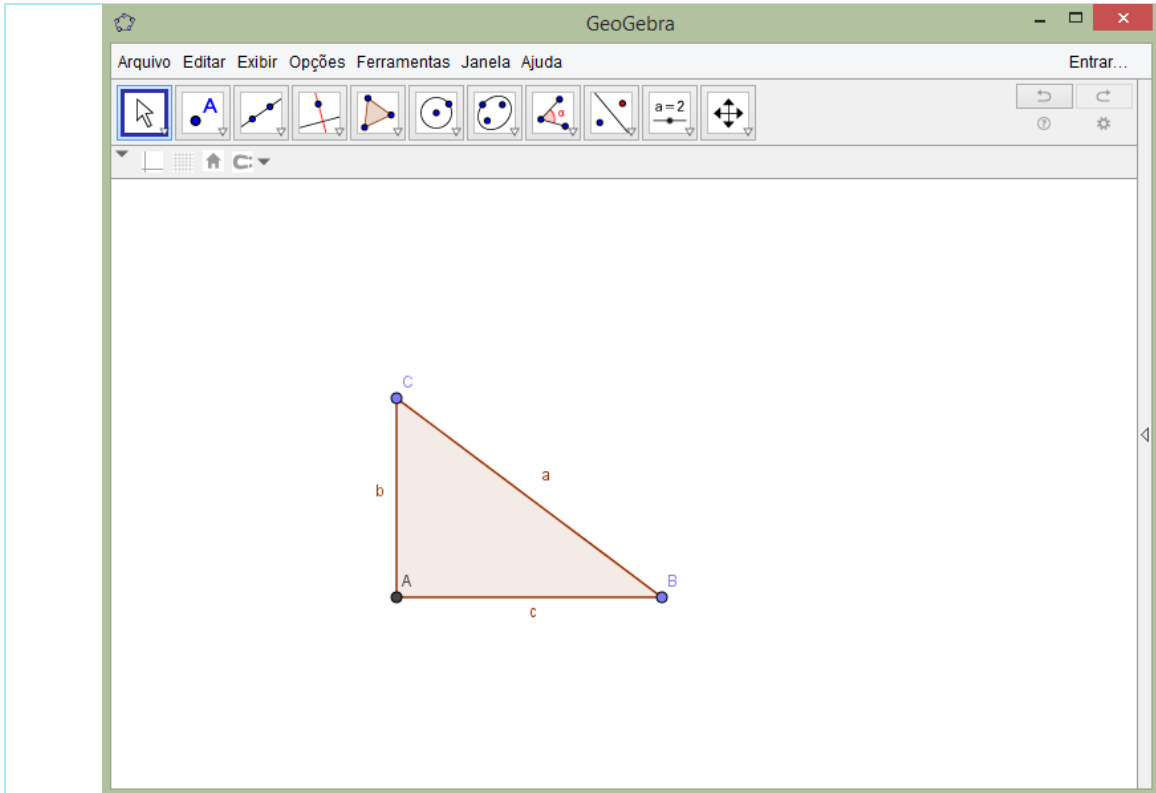 GeoGebra
Arquivo Editar Exibir Opções Ferramentas Janela Ajuda Entrar...
A α a=2
C
b a
A B
c